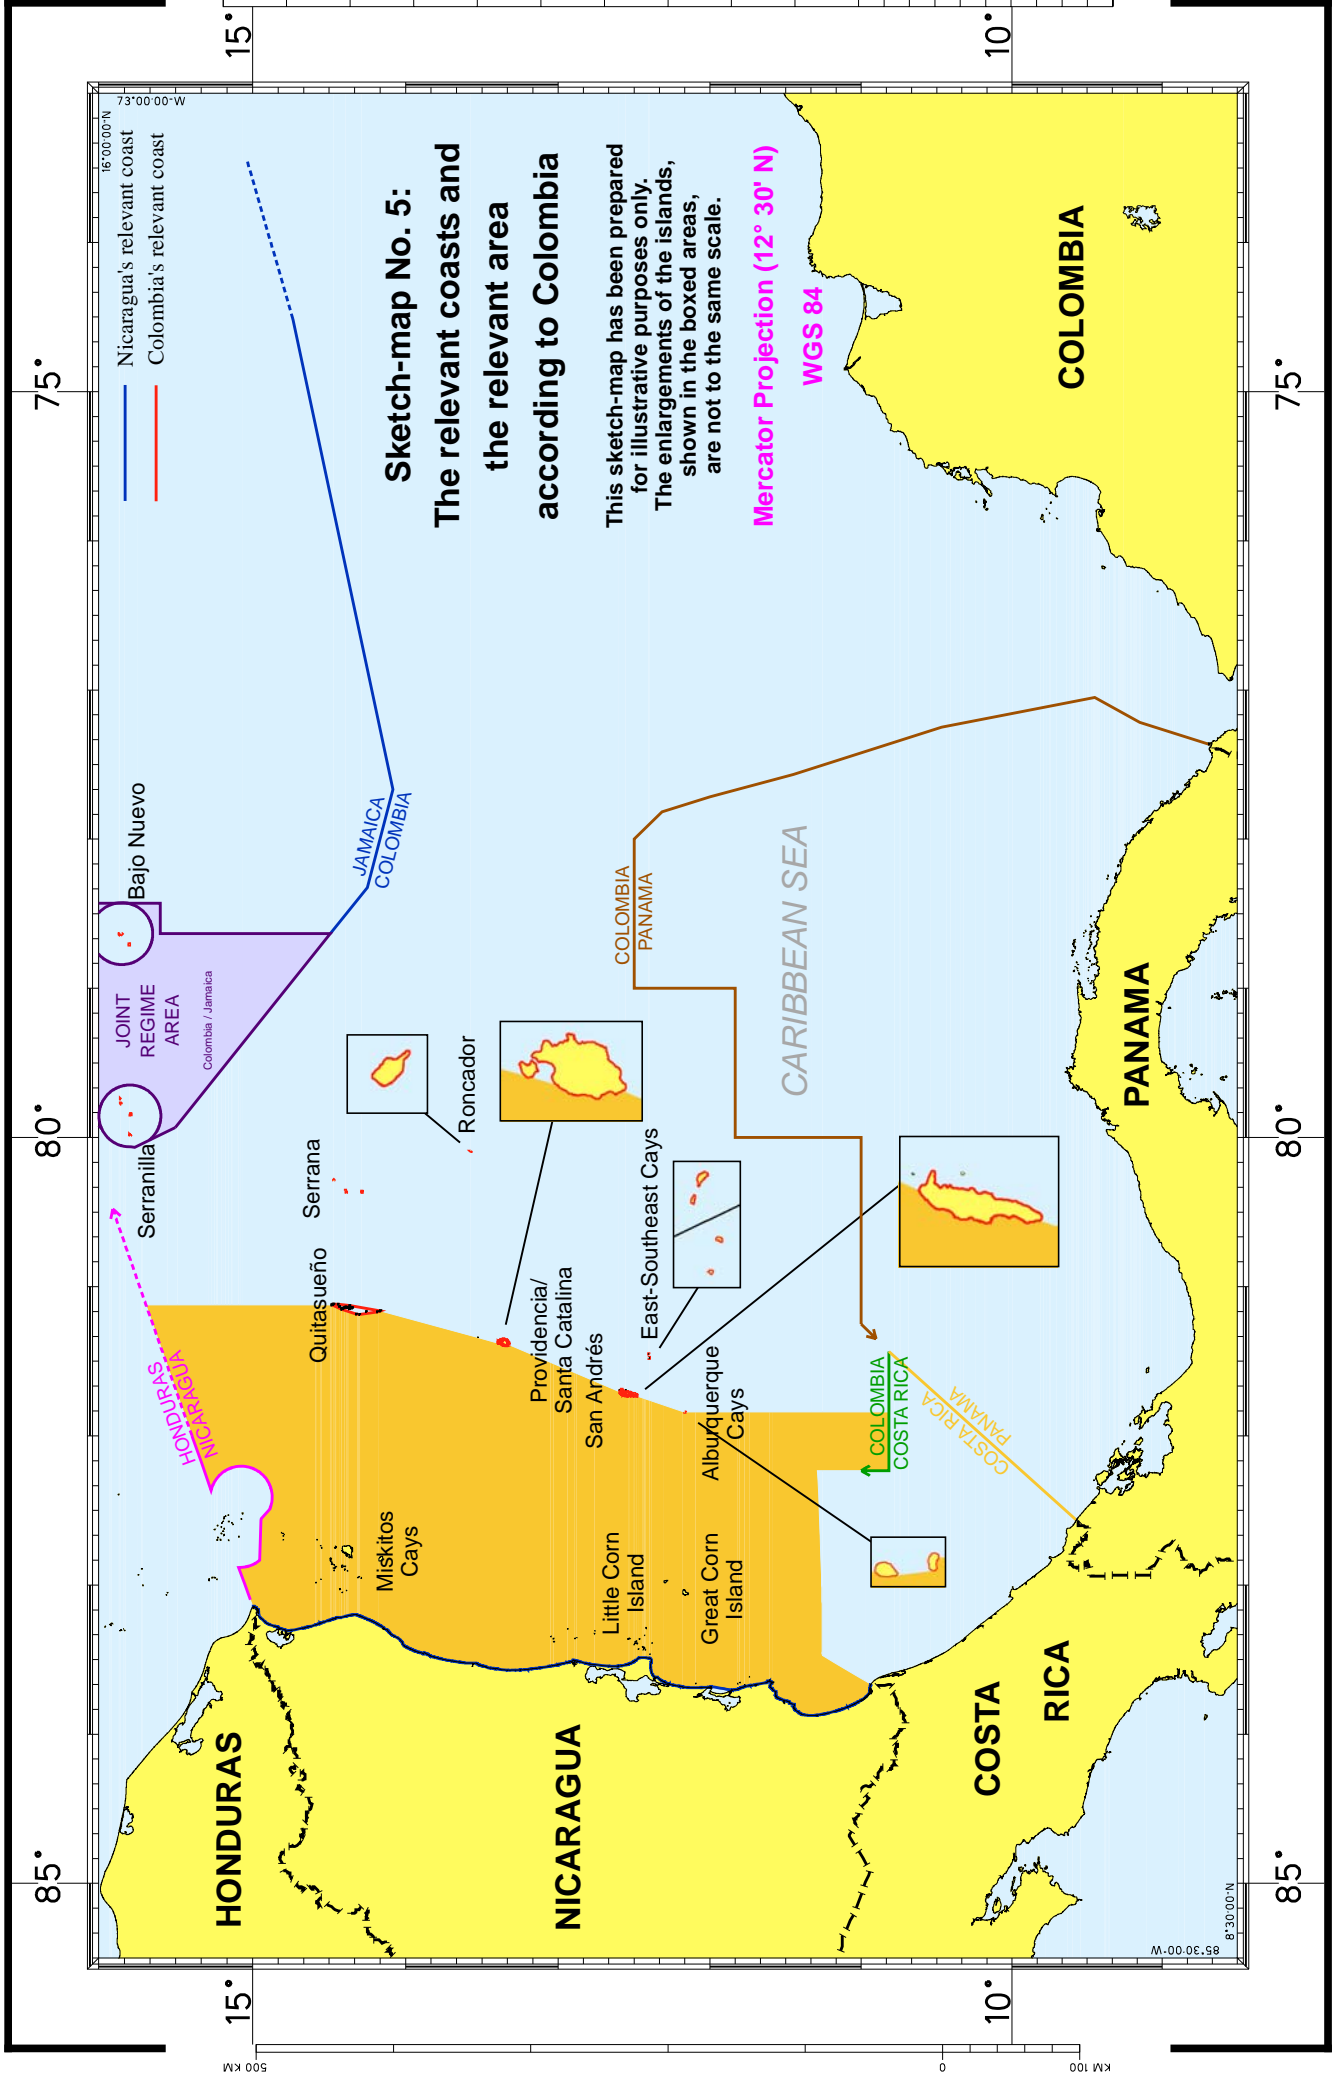 16°00'00"N
73°00'00"W
Nicaragua's relevant coast
Colombia's relevant coast
Sketch-map No. 5:
The relevant coasts and
the relevant area
according to Colombia
This sketch-map has been prepared
for illustrative purposes only.
The enlargements of the islands,
shown in the boxed areas,
are not to the same scale.
Mercator Projection (12° 30' N)
WGS 84
85°
80°
75°
15°
15°
10°
10°
85°
80°
75°
HONDURAS
NICARAGUA
COSTA
RICA
PANAMA
COLOMBIA
CARIBBEAN SEA
JOINT
REGIME
AREA
Colombia / Jamaica
Bajo Nuevo
Serranilla
JAMAICA
COLOMBIA
HONDURAS
NICARAGUA
Quitasueño
Serrana
Roncador
Providencia/
Santa Catalina
San Andrés
East-Southeast Cays
Alburquerque
Cays
Miskitos
Cays
Little Corn
Island
Great Corn
Island
COLOMBIA
PANAMA
COLOMBIA
COSTA RICA
COSTA RICA
PANAMA
8°30'00"N
85°30'00"W
500 KM
0
KM 100